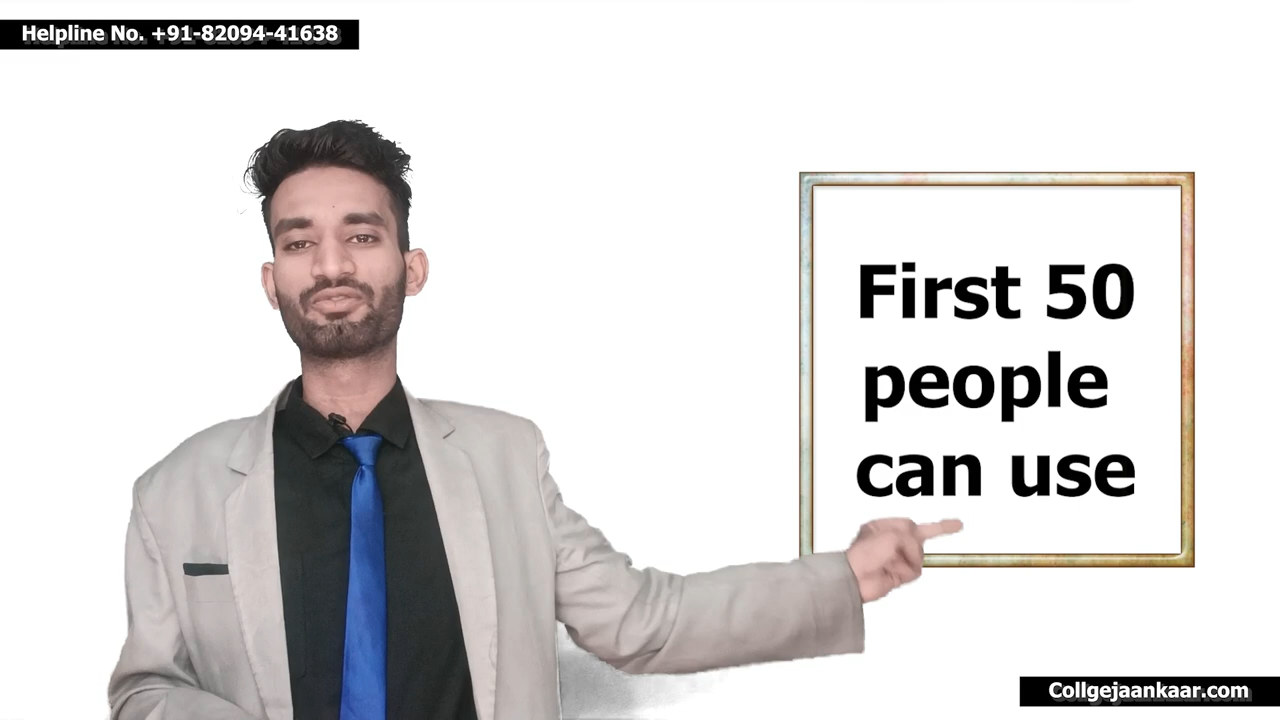 Helpline No. +91-82094-41638
First 50
people
can use
Collgejaankaar.com